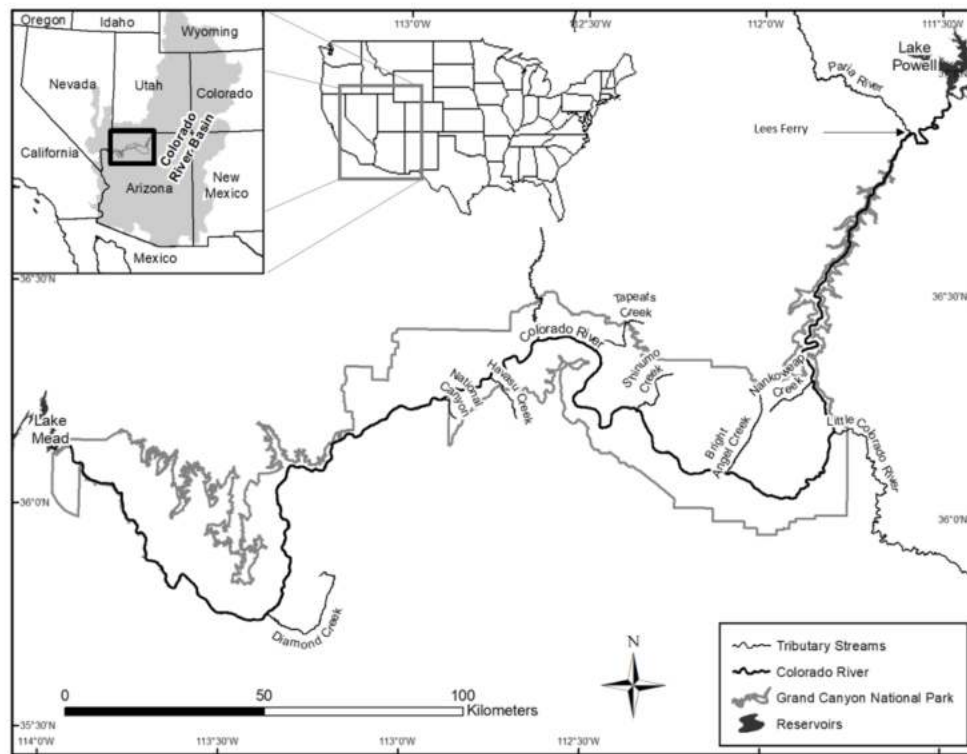 113°0'W
112°30'W
112°0'W
111°30'W
Oregon
Idaho
Wyoming
Nevada
Utah
Colorado
California
Colorado
River Basin
Arizona
New
Mexico
Mexico
Lake
Powell
Paria River
Lees Ferry
36°30'N
36°30'N
Tapeats
Creek
Colorado River
Shinumo
Creek
Nankoweap
Creek
Havasu Creek
National
Canyon
Bright
Angel Creek
Little Colorado River
Lake
Mead
36°0'N
36°0'N
Diamond Creek
N
0
50
100
Kilometers
Tributary Streams
Colorado River
Grand Canyon National Park
Reservoirs
35°30'N
114°0'W
113°30'W
113°0'W
112°30'W